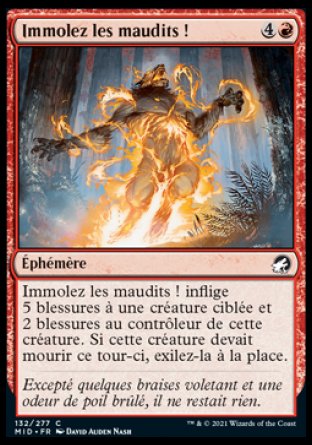 Immolez les maudits ! 4
Éphémère
Immolez les maudits ! inflige
5 blessures à une créature ciblée et
2 blessures au contrôleur de cette
créature. Si cette créature devait
mourir ce tour-ci, exilez-la à la place.
Excepté quelques braises voletant et une
odeur de poil brûlé, il ne restait rien.
132/277 C
MID • FR DAVID AUDEN NASH
™ & © 2021 Wizards of the Coast